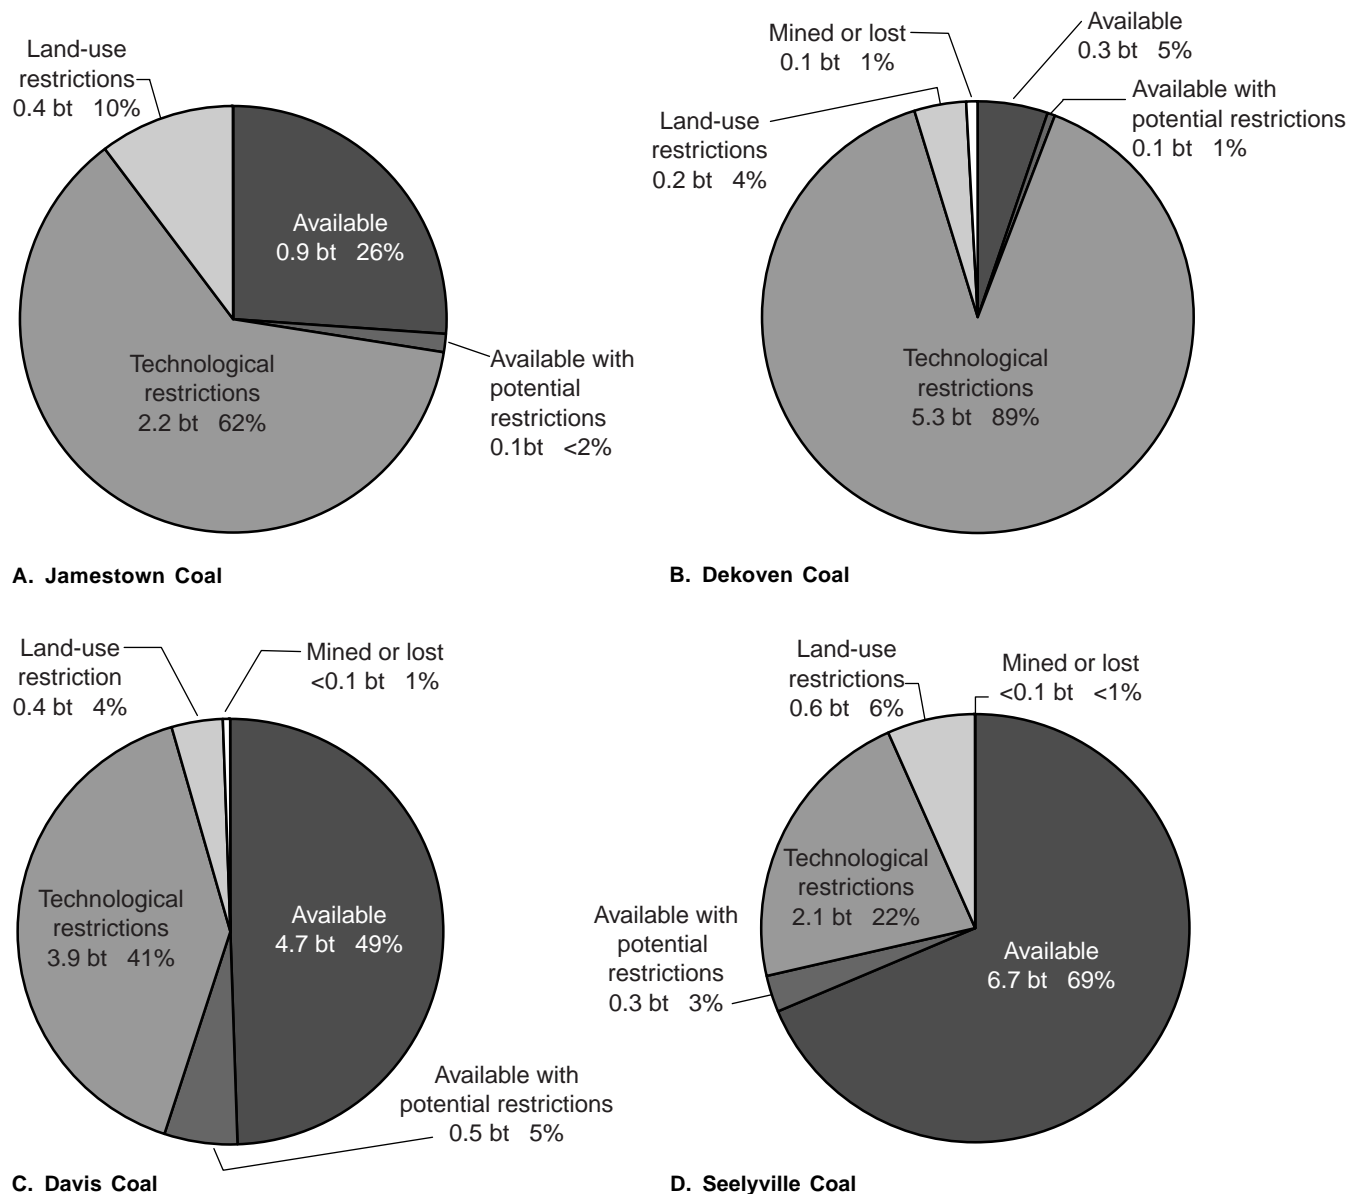 Land-use
restrictions
0.4 bt 10%
Available
0.9 bt 26%
Technological
restrictions
2.2 bt 62%
Available with
potential
restrictions
0.1bt <2%
A. Jamestown Coal
Mined or lost
0.1 bt 1%
Available
0.3 bt 5%
Available with
potential restrictions
0.1 bt 1%
Land-use
restrictions
0.2 bt 4%
Technological
restrictions
5.3 bt 89%
B. Dekoven Coal
Land-use
restriction
0.4 bt 4%
Mined or lost
<0.1 bt 1%
Technological
restrictions
3.9 bt 41%
Available
4.7 bt 49%
Available with
potential restrictions
0.5 bt 5%
C. Davis Coal
Land-use
restrictions
0.6 bt 6%
Mined or lost
<0.1 bt <1%
Technological
restrictions
2.1 bt 22%
Available with
potential
restrictions
0.3 bt 3%
Available
6.7 bt 69%
D. Seelyville Coal